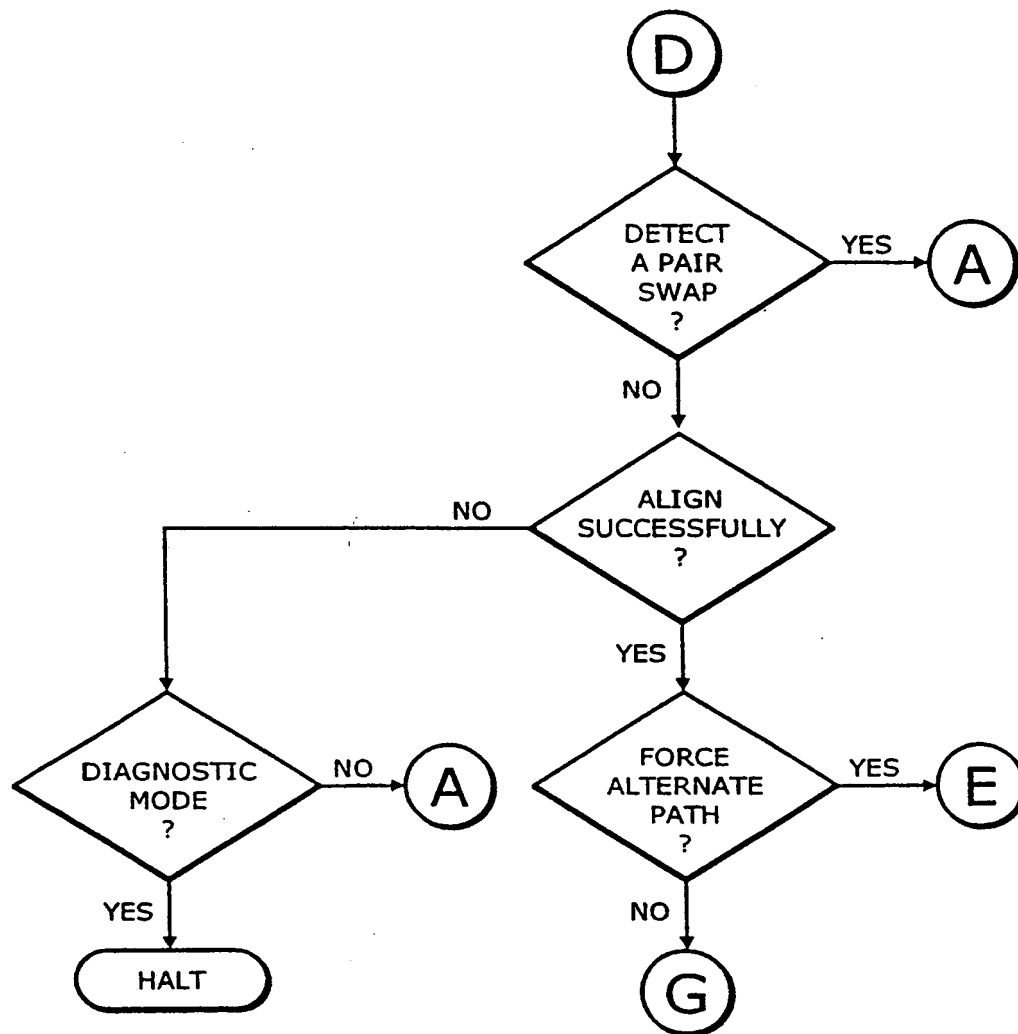 D
DETECT
A PAIR
SWAP
?
YES
A
NO
ALIGN
SUCCESSFULLY
?
NO
YES
DIAGNOSTIC
MODE
?
NO
A
YES
HALT
FORCE
ALTERNATE
PATH
?
YES
E
NO
G